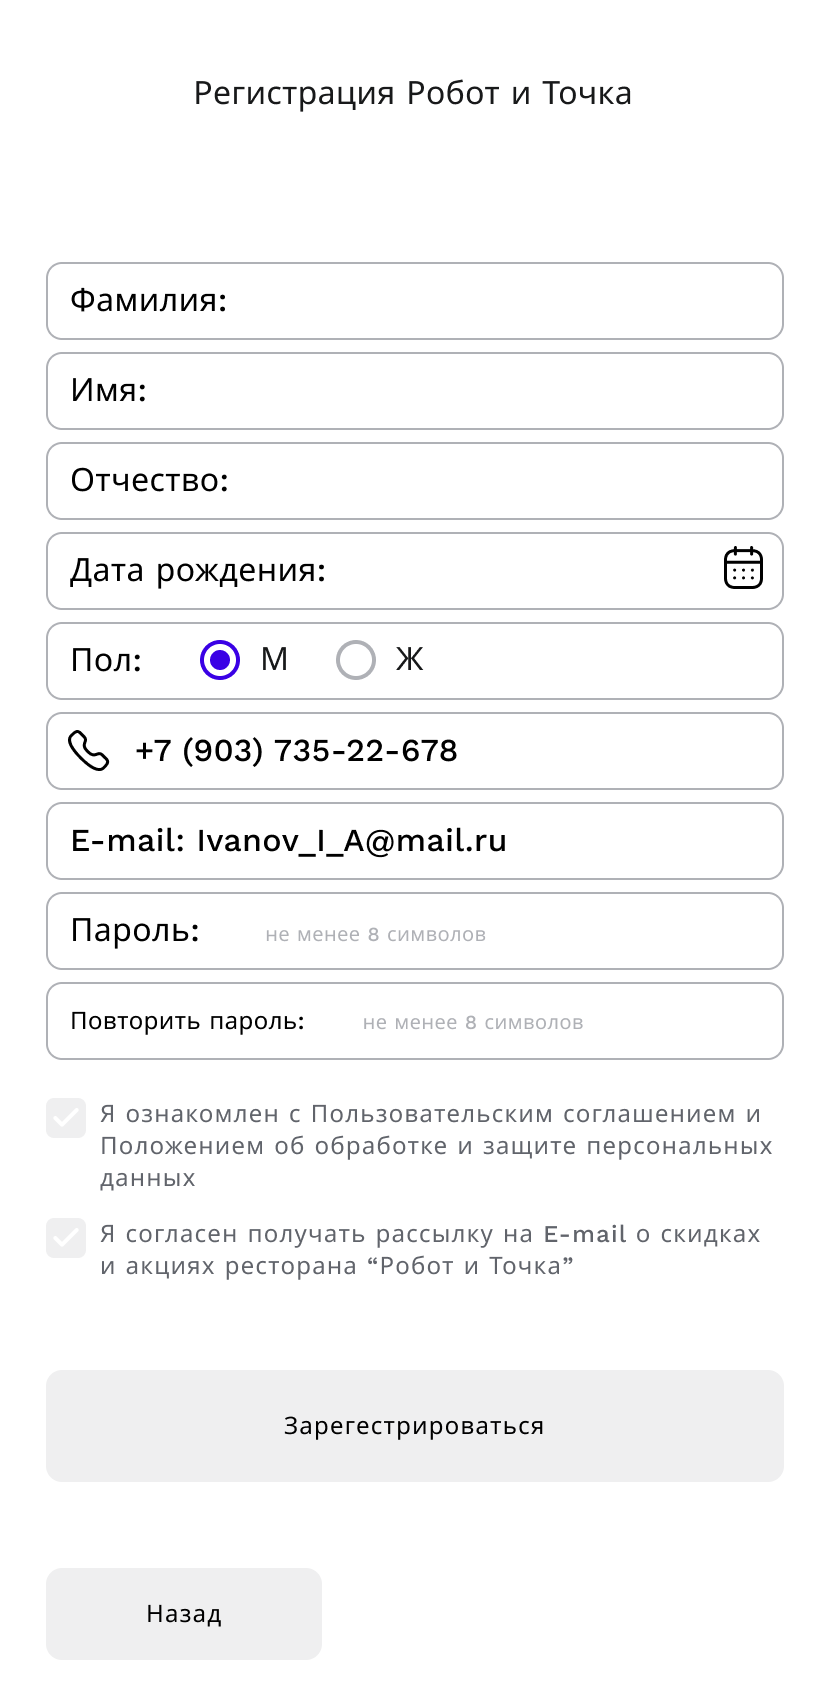 Регистрация Робот и Точка
Фамилия:
Имя:
Отчество:
Дата рождения:
Пол: М Ж
+7 (903) 735-22-678
E-mail: Ivanov_I_A@mail.ru
Пароль: не менее 8 символов
Повторить пароль: не менее 8 символов
Я ознакомлен с Пользовательским соглашением и
Положением об обработке и защите персональных
данных
Я согласен получать рассылку на E-mail о скидках
и акциях ресторана “Робот и Точка”
Зарегестрироваться
Назад